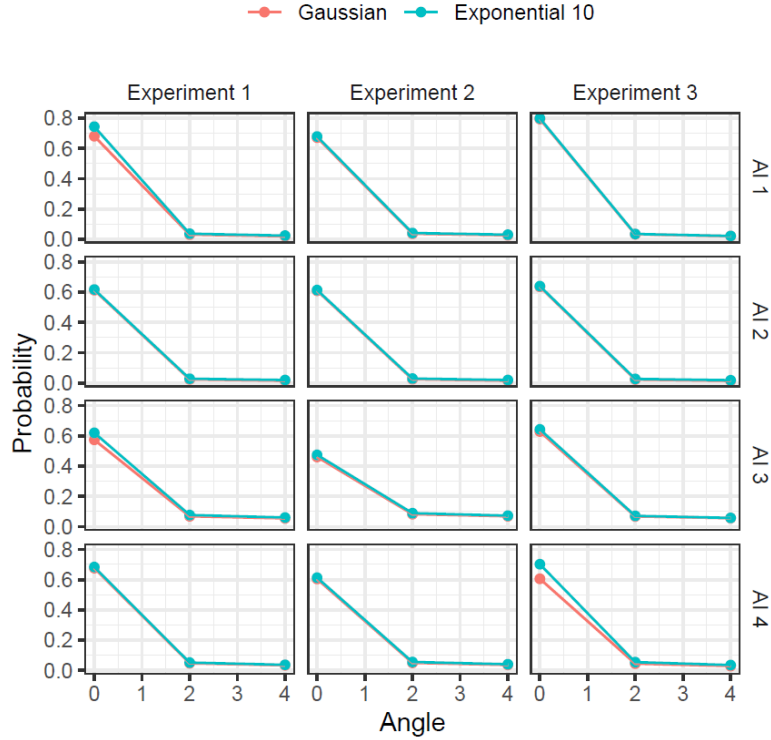 Gaussian Exponential 10
Experiment 1 Experiment 2 Experiment 3
0.8
0.6
0.4
0.2
0.0
AI 1
0.8
0.6
0.4
0.2
0.0
AI 2
Probability
0.8
0.6
0.4
0.2
0.0
AI 3
0.8
0.6
0.4
0.2
0.0
AI 4
0 1 2 3 4 0 1 2 3 4 0 1 2 3 4
Angle